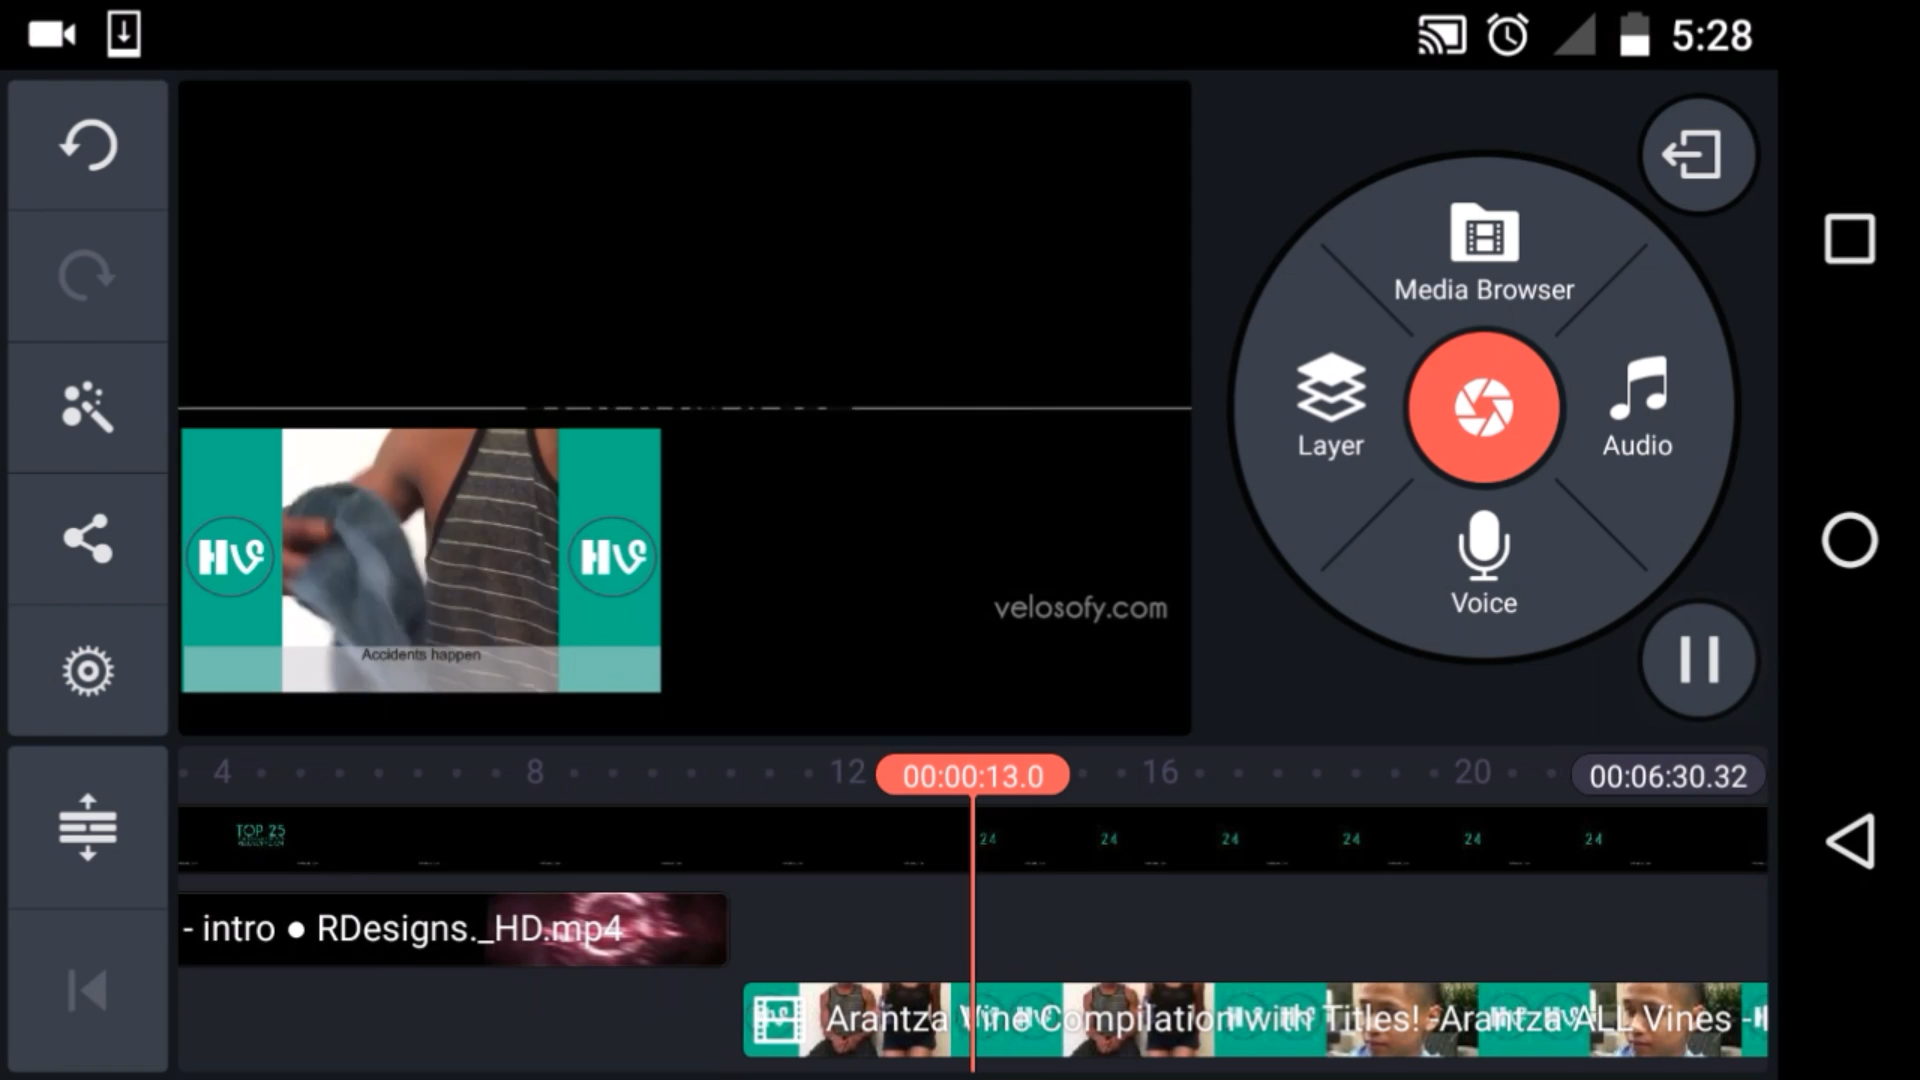 5:28
Media Browser
Layer
Audio
Voice
HV
HV
velosofy.com
Accidents happen
4
8
12
00:00:13.0
16
20
00:06:30.32
TOP 25
24
24
24
24
24
24
- intro ● RDesigns._HD.mp4
Arantza Vine Compilation with Titles! -Arantza ALL Vines -